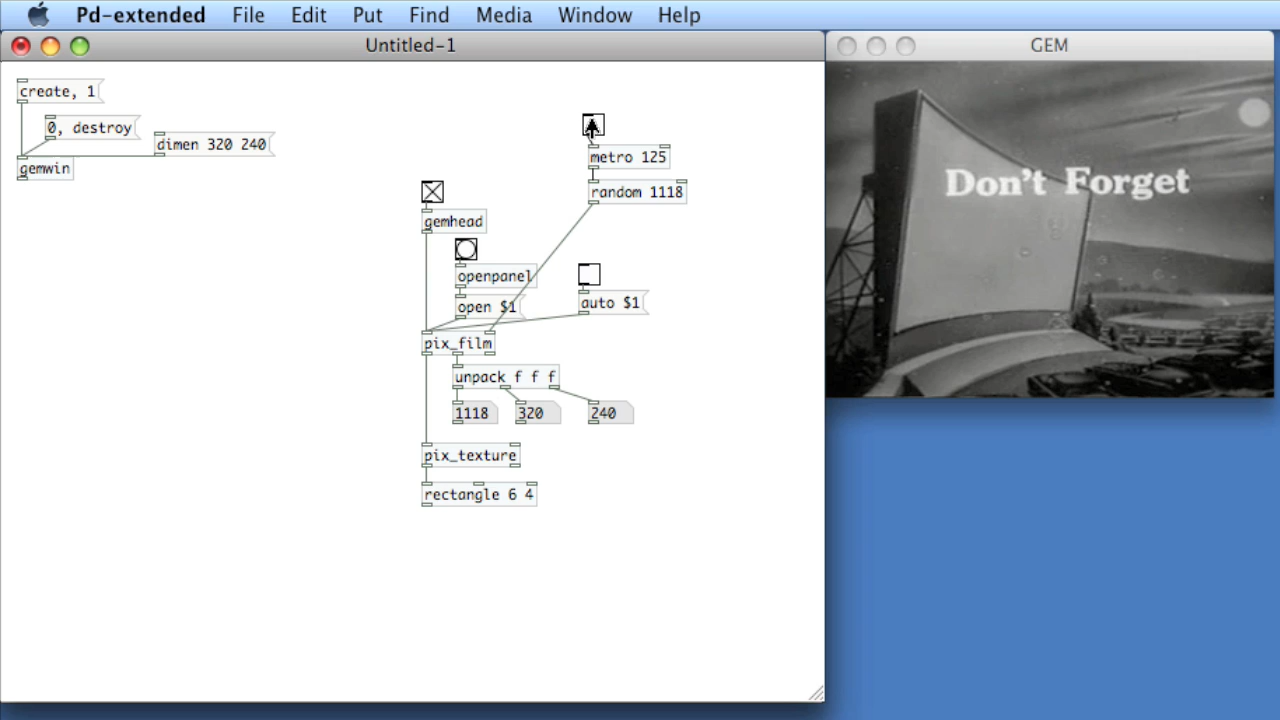 Pd-extended File Edit Put Find Media Window Help
Untitled-1
GEM
create, 1
0, destroy
dimen 320 240
gemwin
metro 125
random 1118
gemhead
openpanel
open $1
auto $1
pix_film
unpack f f f
1118 320 240
pix_texture
rectangle 6 4
Don't Forget